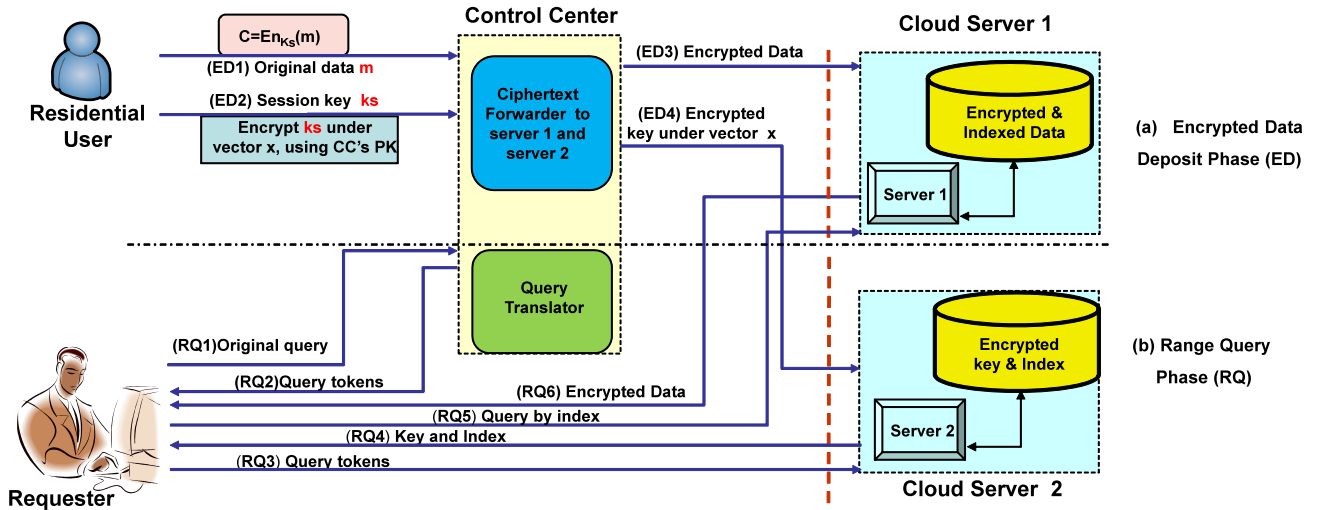 Control Center
Cloud Server 1
C=EnKs(m)
(ED1) Original data m
(ED2) Session key ks
Encrypt ks under
vector x, using CC's PK
Residential
User
Ciphertext
Forwarder to
server 1 and
server 2
(ED3) Encrypted Data
(ED4) Encrypted
key under vector x
Encrypted &
Indexed Data
Server 1
(a) Encrypted Data
Deposit Phase (ED)
Query
Translator
(RQ1)Original query
(RQ2)Query tokens
(RQ6) Encrypted Data
(RQ5) Query by index
(RQ4) Key and Index
(RQ3) Query tokens
Requester
Encrypted
key & Index
Server 2
Cloud Server 2
(b) Range Query
Phase (RQ)